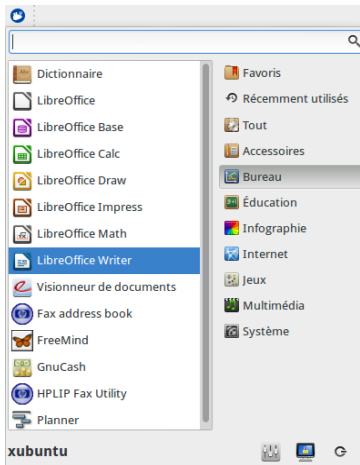 Dictionnaire
LibreOffice
LibreOffice Base
LibreOffice Calc
LibreOffice Draw
LibreOffice Impress
LibreOffice Math
LibreOffice Writer
Visionneur de documents
Fax address book
FreeMind
GnuCash
HPLIP Fax Utility
Planner
Favoris
Récemment utilisés
Tout
Accessoires
Bureau
Éducation
Infographie
Internet
Jeux
Multimédia
Système
xubuntu